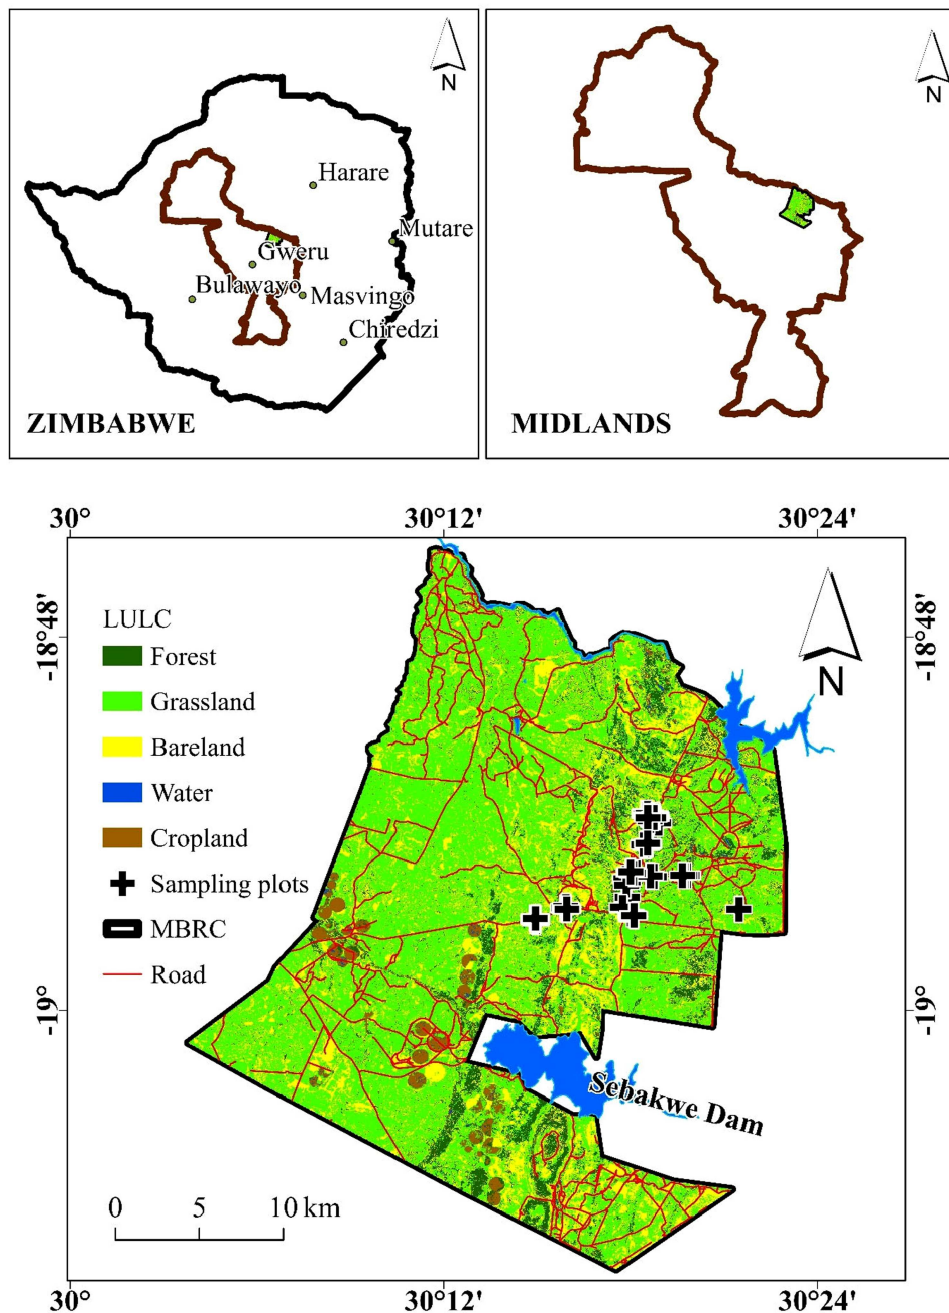 N
Harare
Mutare
Gweru
Bulawayo
Masvingo
Chiredzi
ZIMBABWE
N
MIDLANDS
30°
30°12'
30°24'
-18°48'
-18°48'
N
LULC
Forest
Grassland
Bareland
Water
Cropland
Sampling plots
MBRC
Road
-19°
-19°
Sebakwe Dam
0 5 10 km
30°
30°12'
30°24'